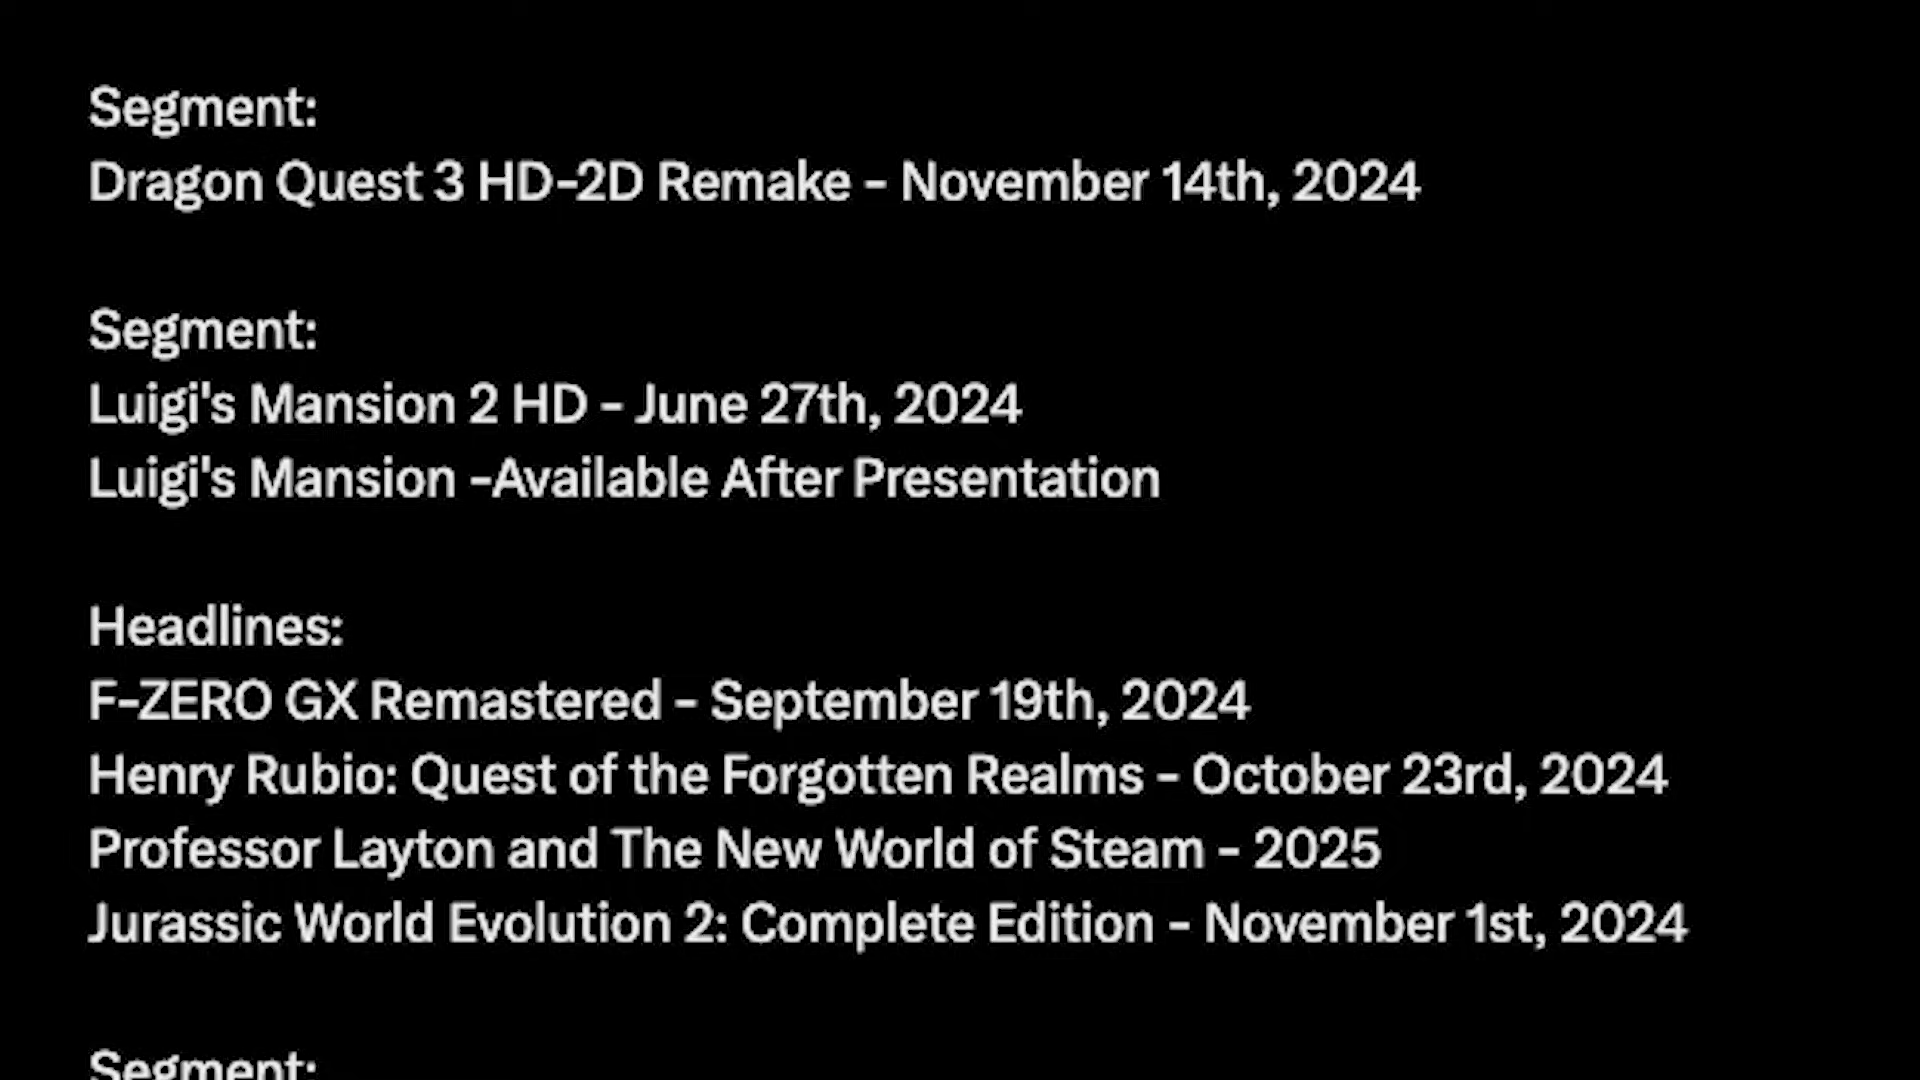 Segment:
Dragon Quest 3 HD-2D Remake - November 14th, 2024
Segment:
Luigi's Mansion 2 HD - June 27th, 2024
Luigi's Mansion -Available After Presentation
Headlines:
F-ZERO GX Remastered - September 19th, 2024
Henry Rubio: Quest of the Forgotten Realms - October 23rd, 2024
Professor Layton and The New World of Steam - 2025
Jurassic World Evolution 2: Complete Edition - November 1st, 2024
Segment: